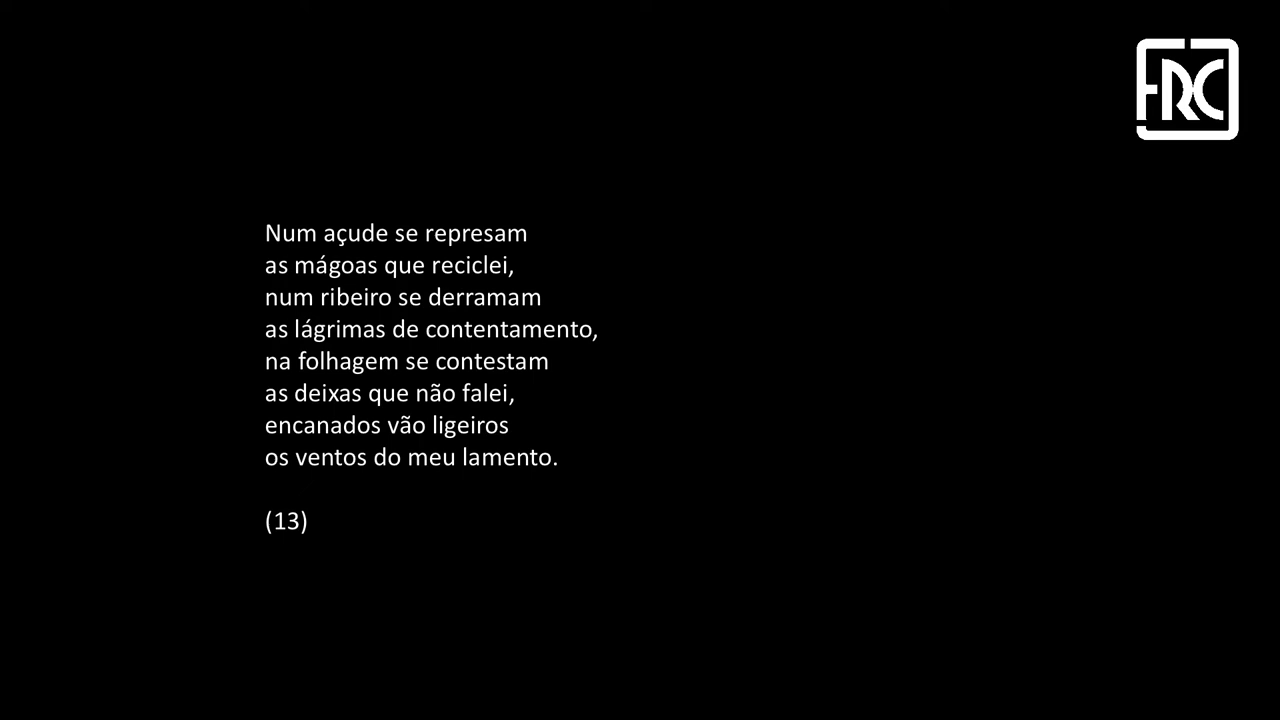 FRC
Num açude se represam
as mágoas que reciclei,
num ribeiro se derramam
as lágrimas de contentamento,
na folhagem se contestam
as deixas que não falei,
encanados vão ligeiros
os ventos do meu lamento.
(13)